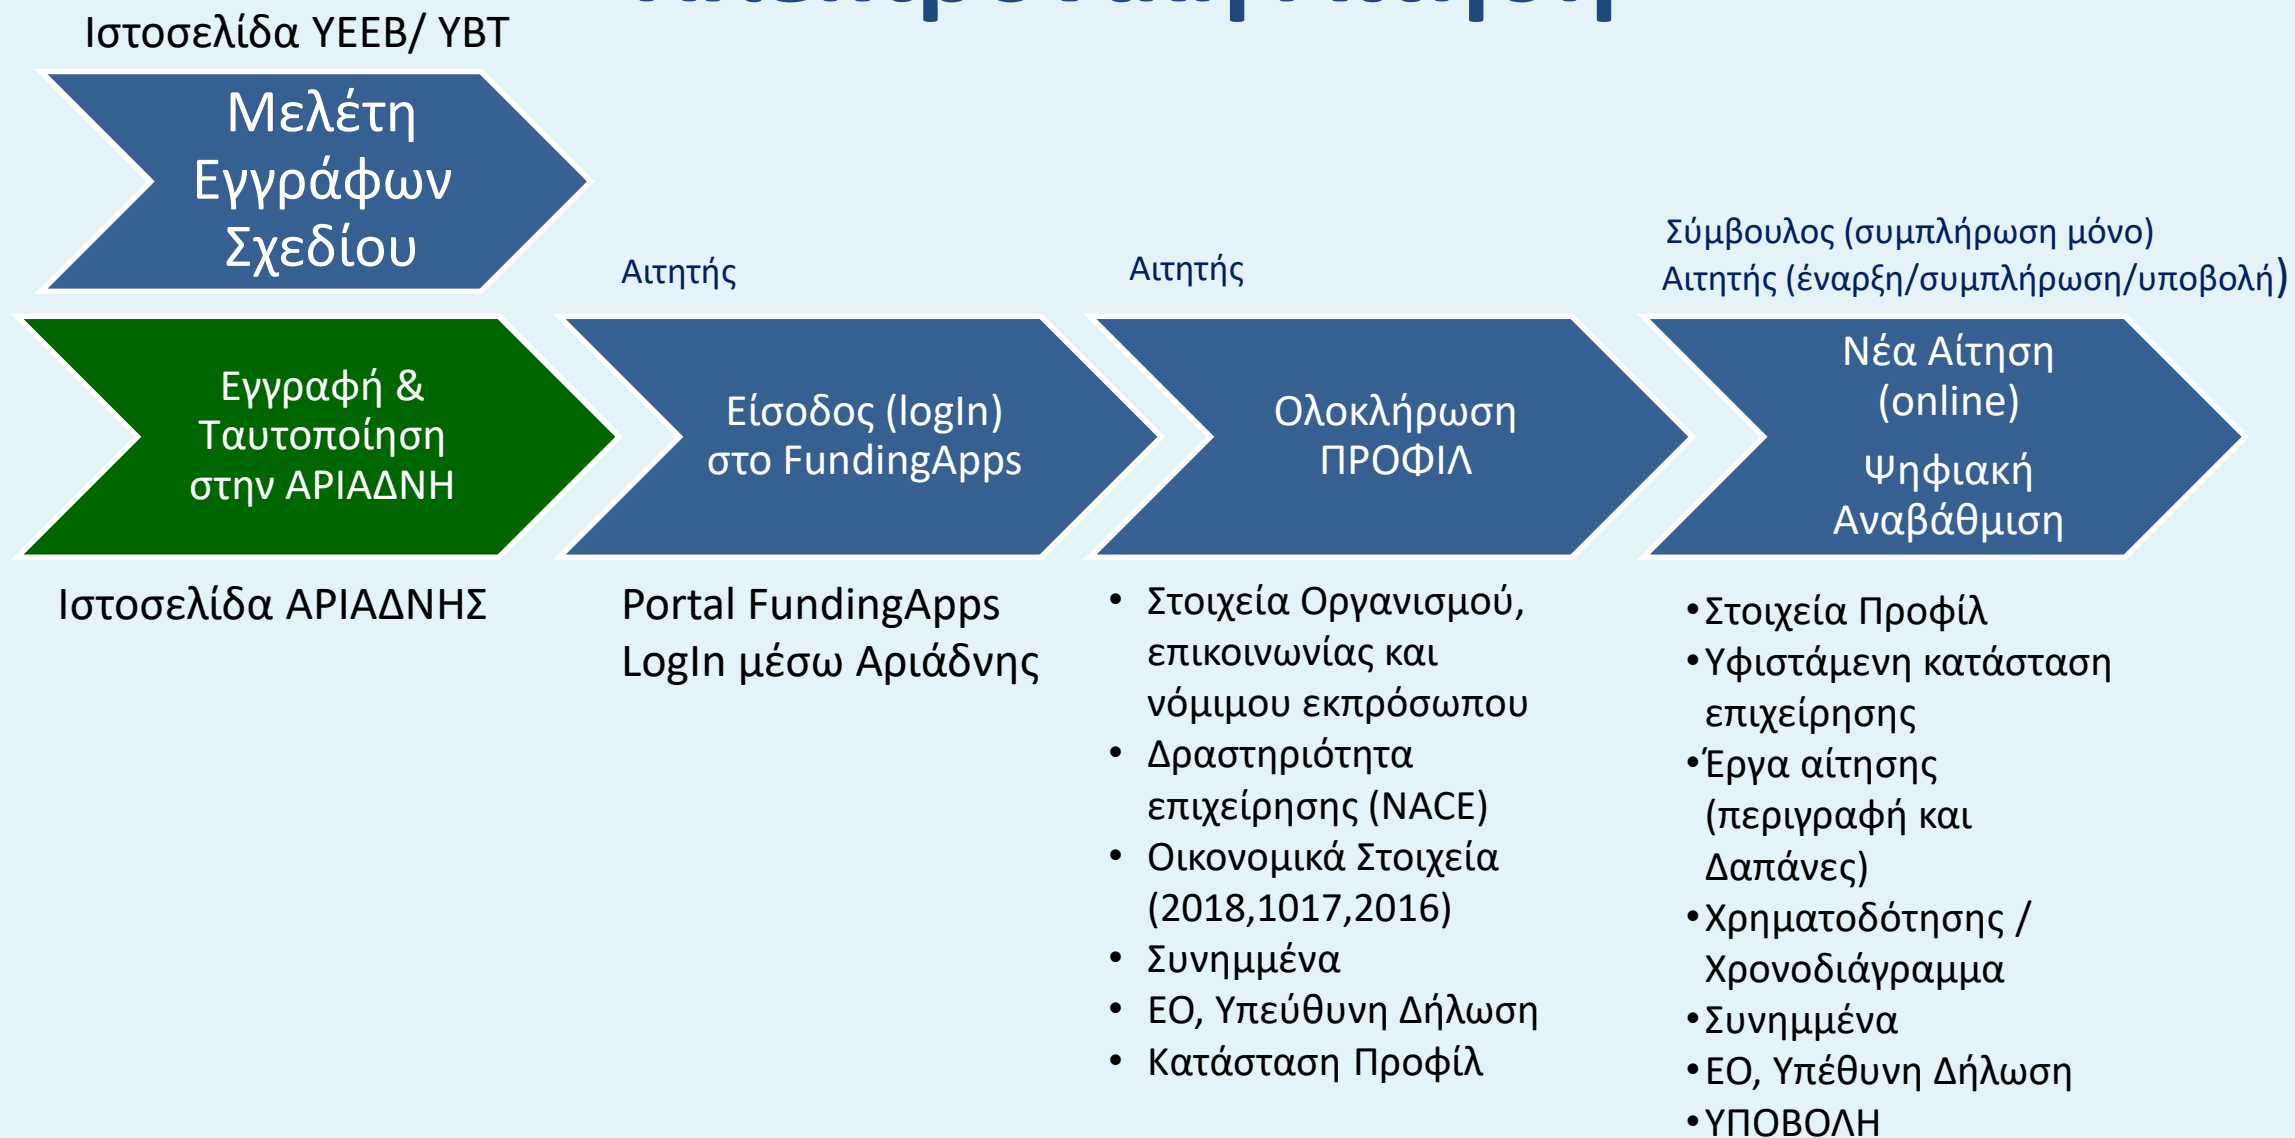 Ιστοσελίδα ΥΕΕΒ/ ΥΒΤ
Μελέτη
Εγγράφων
Σχεδίου
Εγγραφή &
Ταυτοποίηση
στην ΑΡΙΑΔΝΗ
Ιστοσελίδα ΑΡΙΑΔΝΗΣ
Αιτητής
Είσοδος (logIn)
στο FundingApps
Portal FundingApps
LogIn μέσω Αριάδνης
Αιτητής
Ολοκλήρωση
ΠΡΟΦΙΛ
• Στοιχεία Οργανισμού,
επικοινωνίας και
νόμιμου εκπρόσωπου
• Δραστηριότητα
επιχείρησης (NACE)
• Οικονομικά Στοιχεία
(2018,1017,2016)
• Συνημμένα
• ΕΟ, Υπεύθυνη Δήλωση
• Κατάσταση Προφίλ
Σύμβουλος (συμπλήρωση μόνο)
Αιτητής (έναρξη/συμπλήρωση/υποβολή)
Νέα Αίτηση
(online)
Ψηφιακή
Αναβάθμιση
•Στοιχεία Προφίλ
•Υφιστάμενη κατάσταση
επιχείρησης
•Έργα αίτησης
(περιγραφή και
Δαπάνες)
•Χρηματοδότησης /
Χρονοδιάγραμμα
•Συνημμένα
•ΕΟ, Υπέθυνη Δήλωση
•ΥΠΟΒΟΛΗ